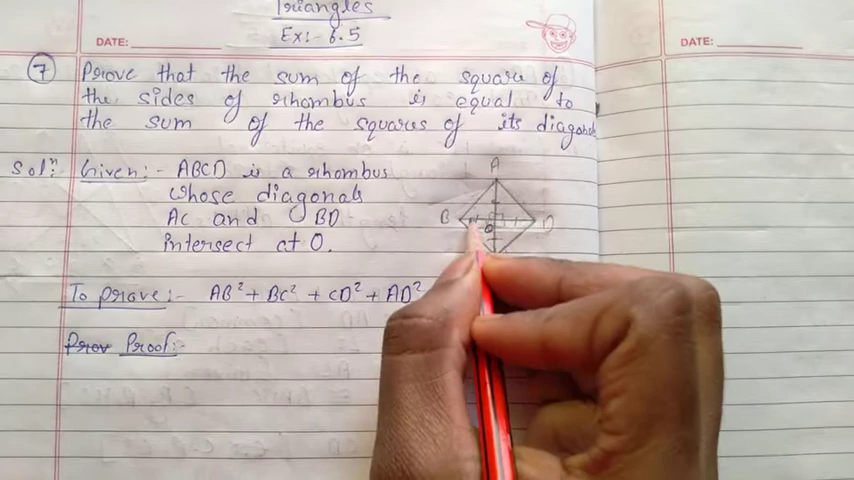 Triangles
Ex:- 6.5
DATE:
DATE:
7 Prove that the sum of the square of
the sides of rhombus is equal to
the sum of the squares of its diagonals
Solⁿ: Given:- ABCD is a rhombus
whose diagonals
AC and BD
intersect at O.
A
B O D
To prove:- AB² + BC² + CD² + AD²
Prov Proof:-